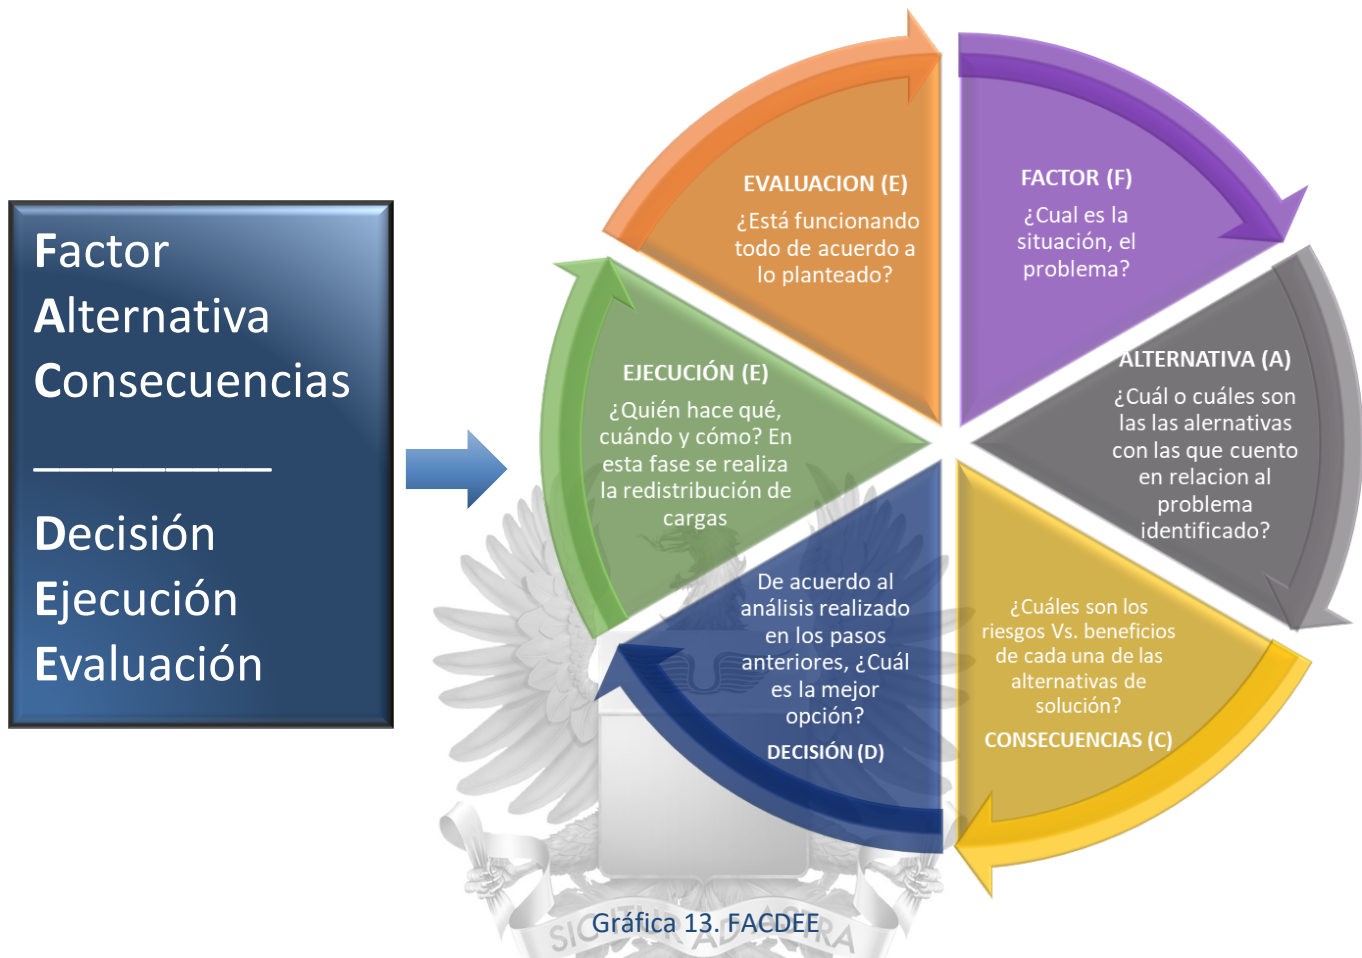 Factor
Alternativa
Consecuencias
__________
Decisión
Ejecución
Evaluación
EVALUACION (E)
¿Está funcionando
todo de acuerdo a
lo planteado?
FACTOR (F)
¿Cual es la
situación, el
problema?
ALTERNATIVA (A)
¿Cuál o cuáles son
las las alernativas
con las que cuento
en relacion al
problema
identificado?
¿Cuáles son los
riesgos Vs. beneficios
de cada una de las
alternativas de
solución?
CONSECUENCIAS (C)
De acuerdo al
análisis realizado
en los pasos
anteriores, ¿Cuál
es la mejor
opción?
DECISIÓN (D)
EJECUCIÓN (E)
¿Quién hace qué,
cuándo y cómo? En
esta fase se realiza
la redistribución de
cargas
Gráfica 13. FACDEE
SIC ITUR AD ASTRA